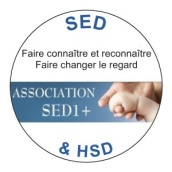 SED
Faire connaître et reconnaître
Faire changer le regard
ASSOCIATION
SED1+
& HSD